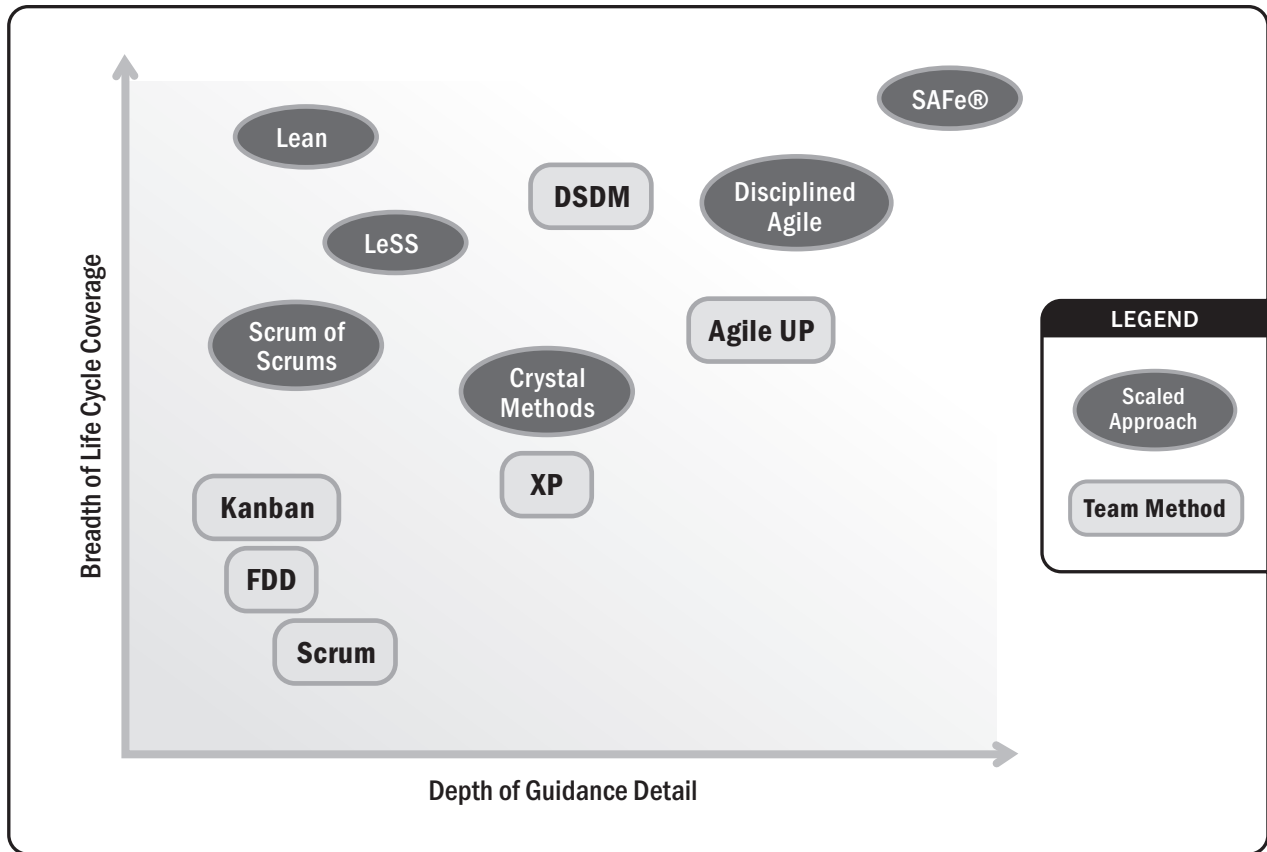 SAFe®
Lean
DSDM
Disciplined
Agile
LeSS
Scrum of
Scrums
Agile UP
Crystal
Methods
XP
Kanban
FDD
Scrum
Breadth of Life Cycle Coverage
Depth of Guidance Detail
LEGEND
Scaled
Approach
Team Method